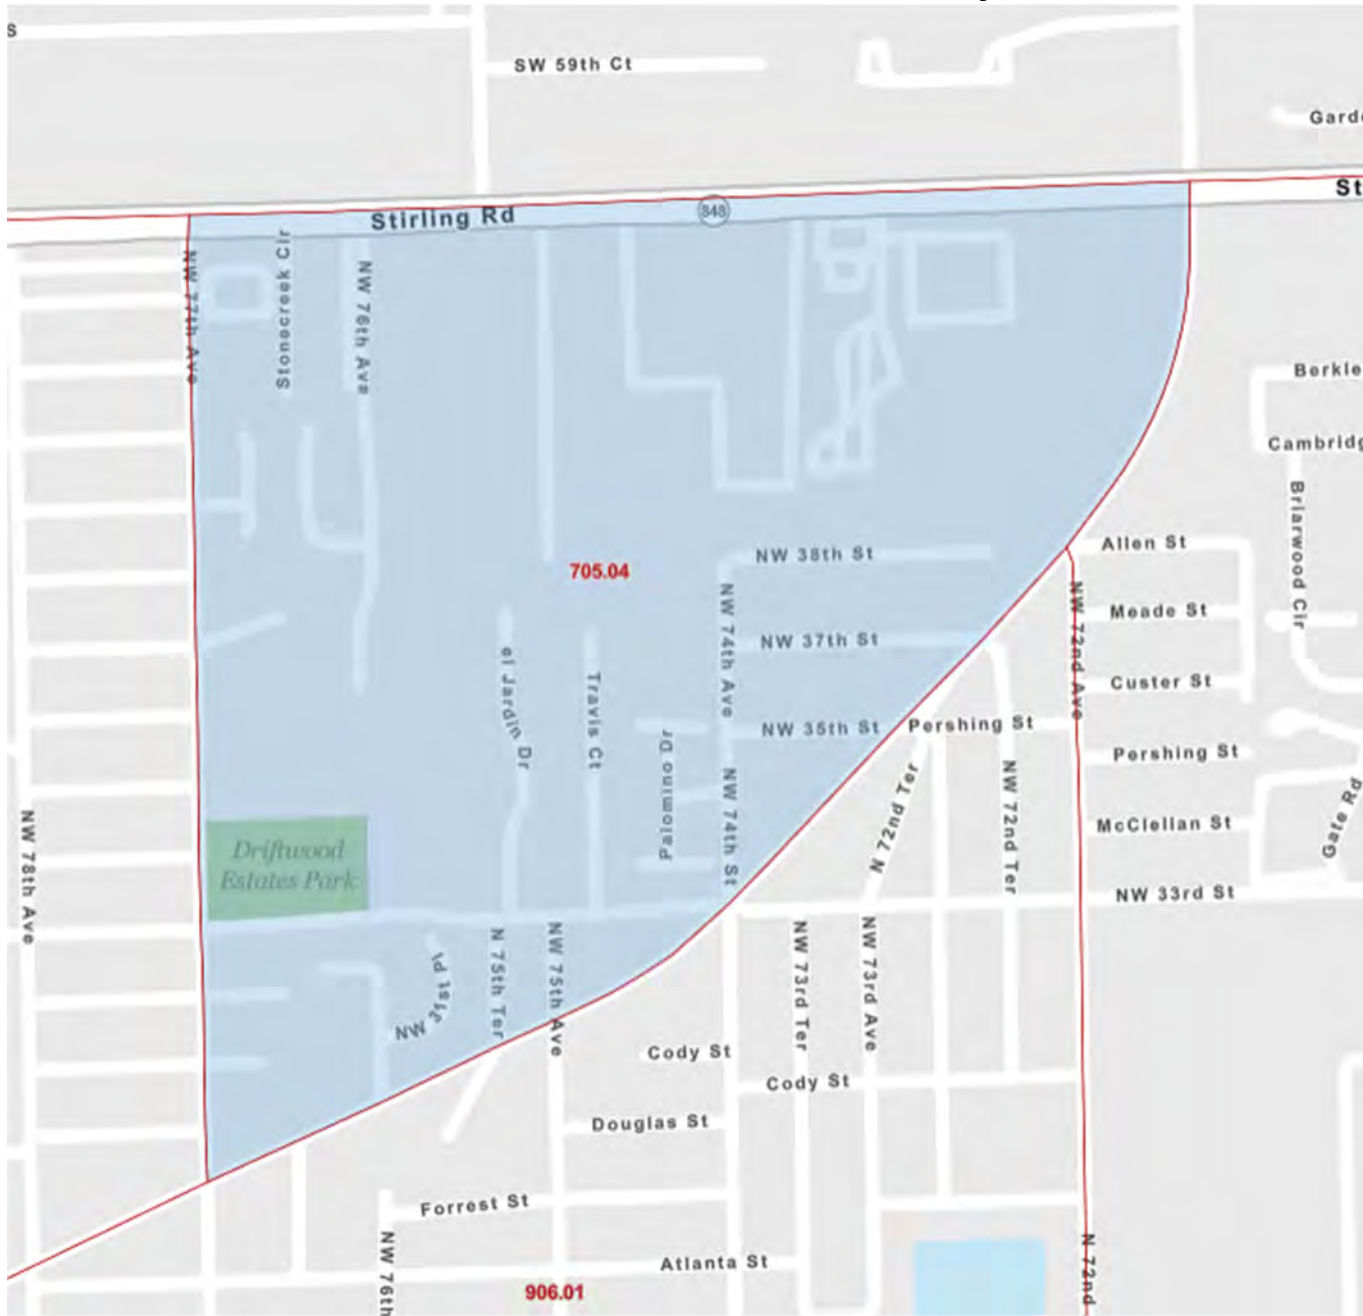 s
SW 59th Ct
Garde
St
Stirling Rd
848
NW 77th Ave
Stonecreek Cir
NW 76th Ave
Berkle
Cambridg
Briarwood Cir
Allen St
NW 38th St
705.04
NW 72nd Ave
Meade St
NW 74th Ave
NW 37th St
el Jardin Dr
Travis Ct
Custer St
NW 35th St
Pershing St
Palomino Dr
Pershing St
NW 74th St
N 72nd Ter
NW 72nd Ter
Gate Rd
McClellan St
NW 78th Ave
Driftwood
Estates Park
NW 33rd St
NW 31st Pl
N 75th Ter
NW 75th Ave
NW 73rd Ter
NW 73rd Ave
Cody St
Cody St
Douglas St
Forrest St
NW 76th
Atlanta St
N 72nd
906.01